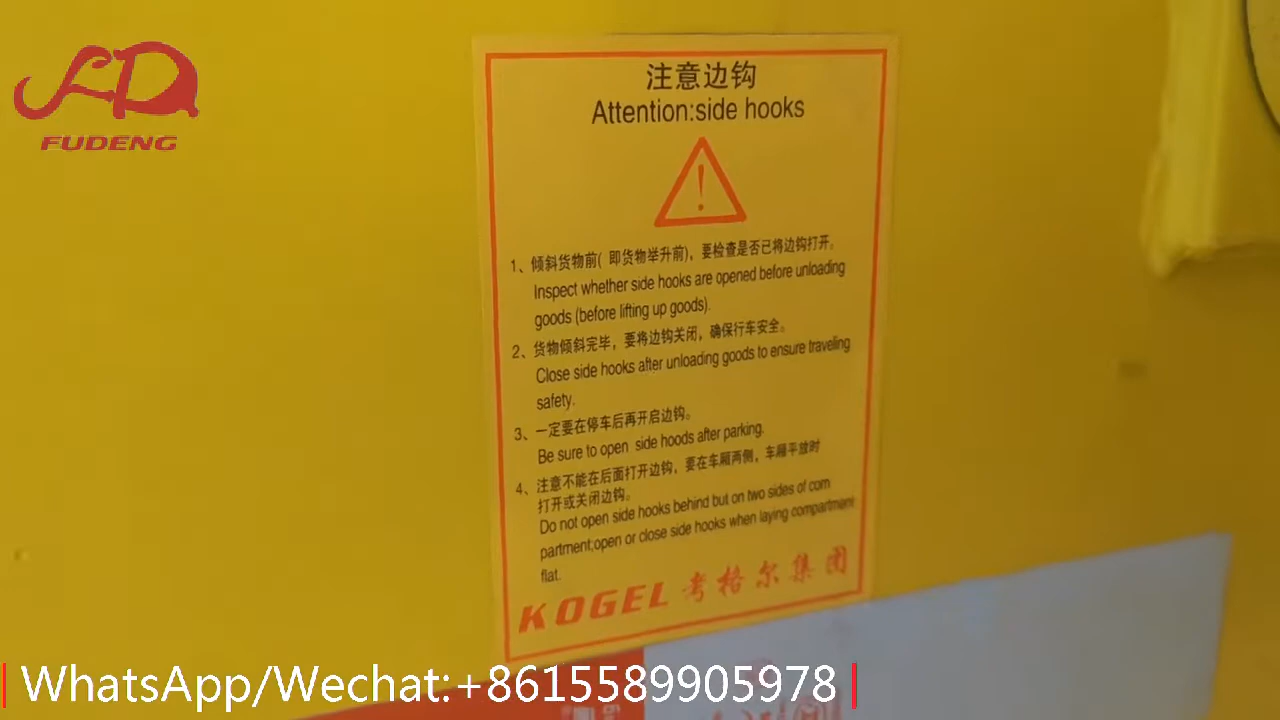 FUDENG
注意边钩
Attention:side hooks
1、倾斜货物前( 即货物举升前)，要检查是否已将边钩打开。
Inspect whether side hooks are opened before unloading
goods (before lifting up goods).
2、货物倾斜完毕，要将边钩关闭，确保行车安全。
Close side hooks after unloading goods to ensure traveling
safety.
3、一定要在停车后再开启边钩。
Be sure to open side hoods after parking.
4、注意不能在后面打开边钩，要在车厢两侧，车厢平放时
打开或关闭边钩。
Do not open side hooks behind but on two sides of com
partment;open or close side hooks when laying compartment
flat.
KOGEL 考格尔集团
WhatsApp/Wechat:+8615589905978